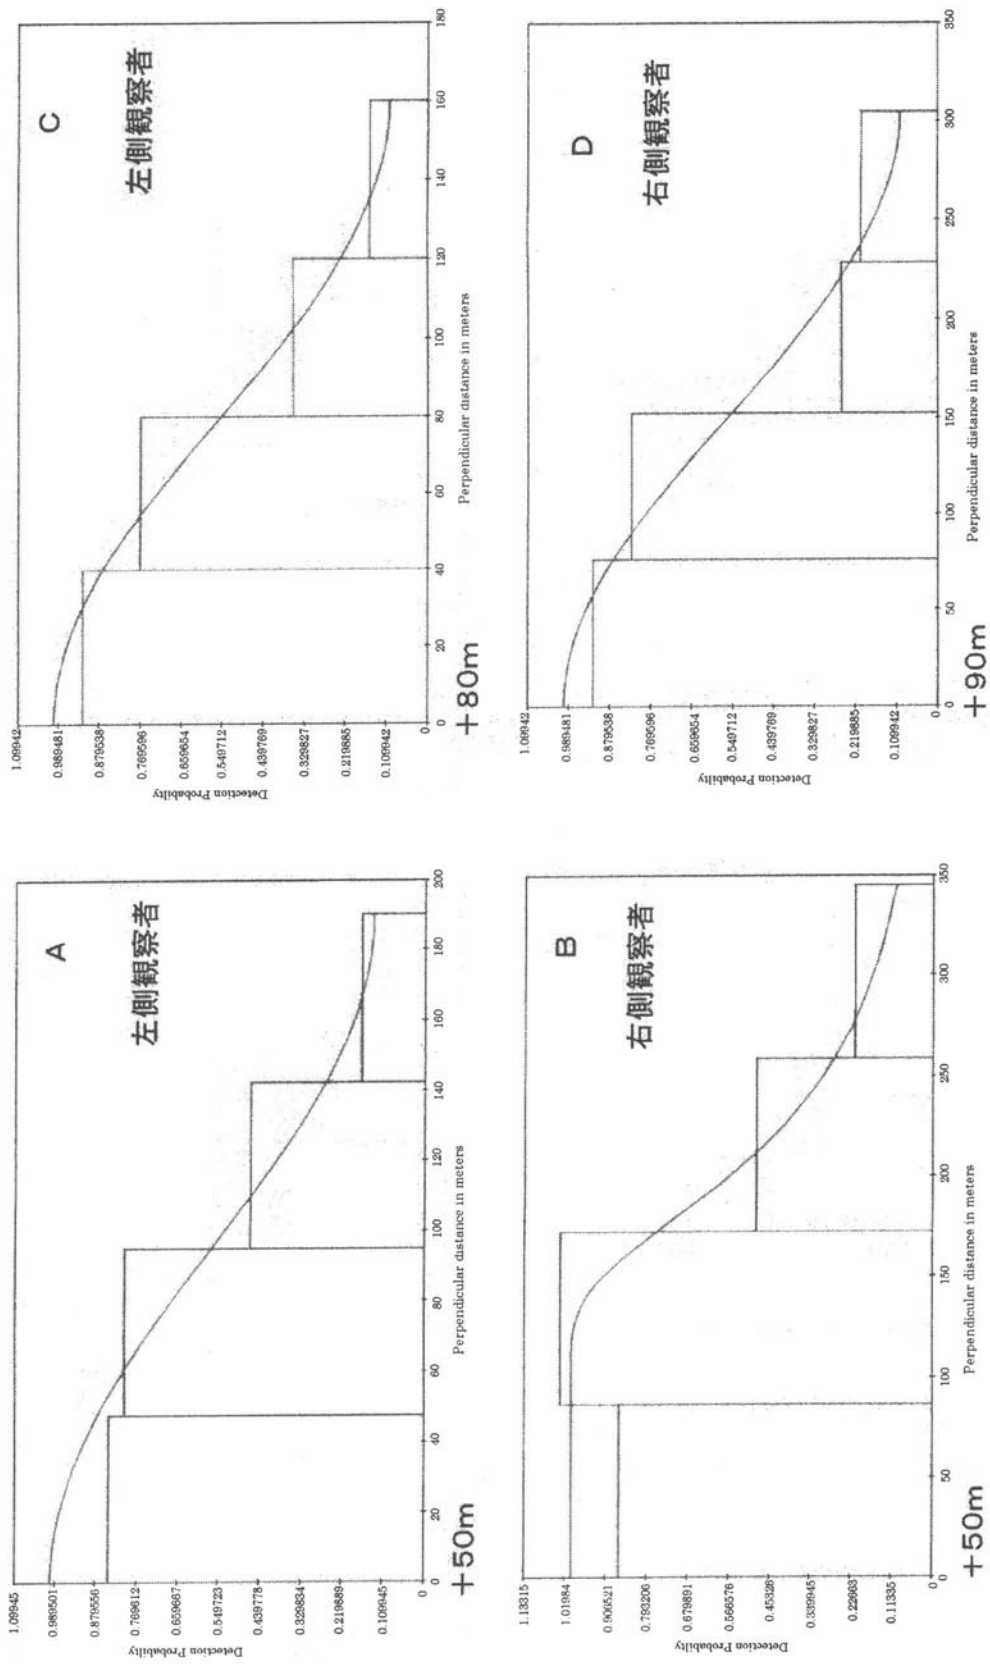 A
左側観察者
Detection Probabilty
1.09945
0.989501
0.879556
0.769612
0.659667
0.549723
0.439778
0.329834
0.219889
0.109945
0
0 20 40 60 80 100 120 140 160 180 200
Perpendicular distance in meters
+50m
C
左側観察者
Detection Probabilty
1.09942
0.989481
0.879538
0.769596
0.659654
0.549712
0.439769
0.329827
0.219885
0.109942
0
0 20 40 60 80 100 120 140 160 180
Perpendicular distance in meters
+80m
B
右側観察者
Detection Probabilty
1.13315
1.01984
0.906521
0.793206
0.679891
0.566576
0.45326
0.339945
0.22663
0.11335
0
0 50 100 150 200 250 300 350
Perpendicular distance in meters
+50m
D
右側観察者
Detection Probabilty
1.09942
0.989481
0.879538
0.769596
0.659654
0.549712
0.439769
0.329827
0.219885
0.109942
0
0 50 100 150 200 250 300 350
Perpendicular distance in meters
+90m